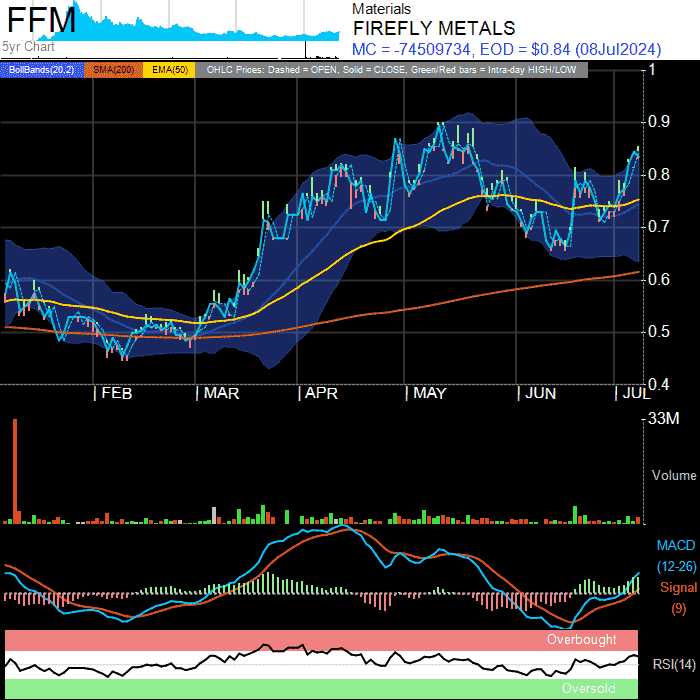 FFM
5yr Chart
Materials
FIREFLY METALS
MC = -74509734, EOD = $0.84 (08Jul2024)
BollBands(20,2) SMA(200) EMA(50) OHLC Prices: Dashed = OPEN, Solid = CLOSE, Green/Red bars = Intra-day HIGH/LOW
1
0.9
0.8
0.7
0.6
0.5
0.4
FEB MAR APR MAY JUN JUL
33M
Volume
MACD
(12-26)
Signal
(9)
Overbought
RSI(14)
Oversold